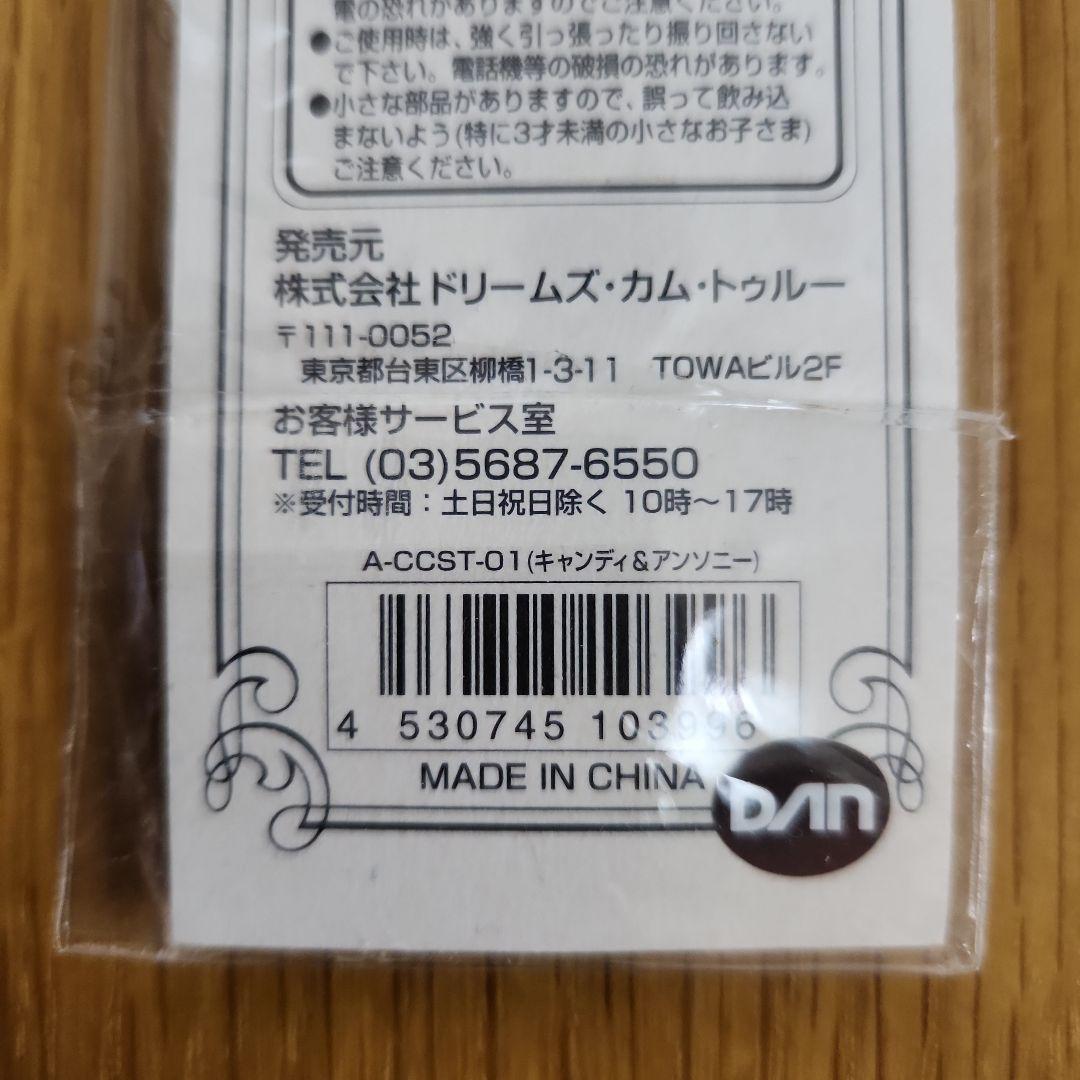 電の恐れがありますのでご注意ください。
●ご使用時は、強く引っ張ったり振り回さない
で下さい。電話機等の破損の恐れがあります。
●小さな部品がありますので、誤って飲み込
まないよう(特に3才未満の小さなお子さま)
ご注意ください。
発売元
株式会社ドリームズ・カム・トゥルー
〒111-0052
東京都台東区柳橋1-3-11 TOWAビル2F
お客様サービス室
TEL (03)5687-6550
※受付時間:土日祝日除く 10時〜17時
A-CCST-01(キャンディ&アンソニー)
4 530745 103996
MADE IN CHINA
DAN